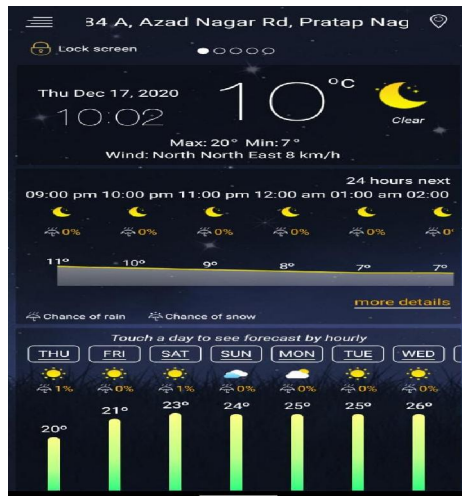 34 A, Azad Nagar Rd, Pratap Nag
Lock screen
Thu Dec 17, 2020
10:02
10°C
Clear
Max: 20° Min: 7°
Wind: North North East 8 km/h
24 hours next
09:00 pm 10:00 pm 11:00 pm 12:00 am 01:00 am 02:00
0% 0% 0% 0% 0% 0%
11° 10° 9° 8° 7° 7°
more details
Chance of rain Chance of snow
Touch a day to see forecast by hourly
THU FRI SAT SUN MON TUE WED
1% 0% 1% 0% 0% 0% 0%
20° 21° 23° 24° 25° 25° 26°